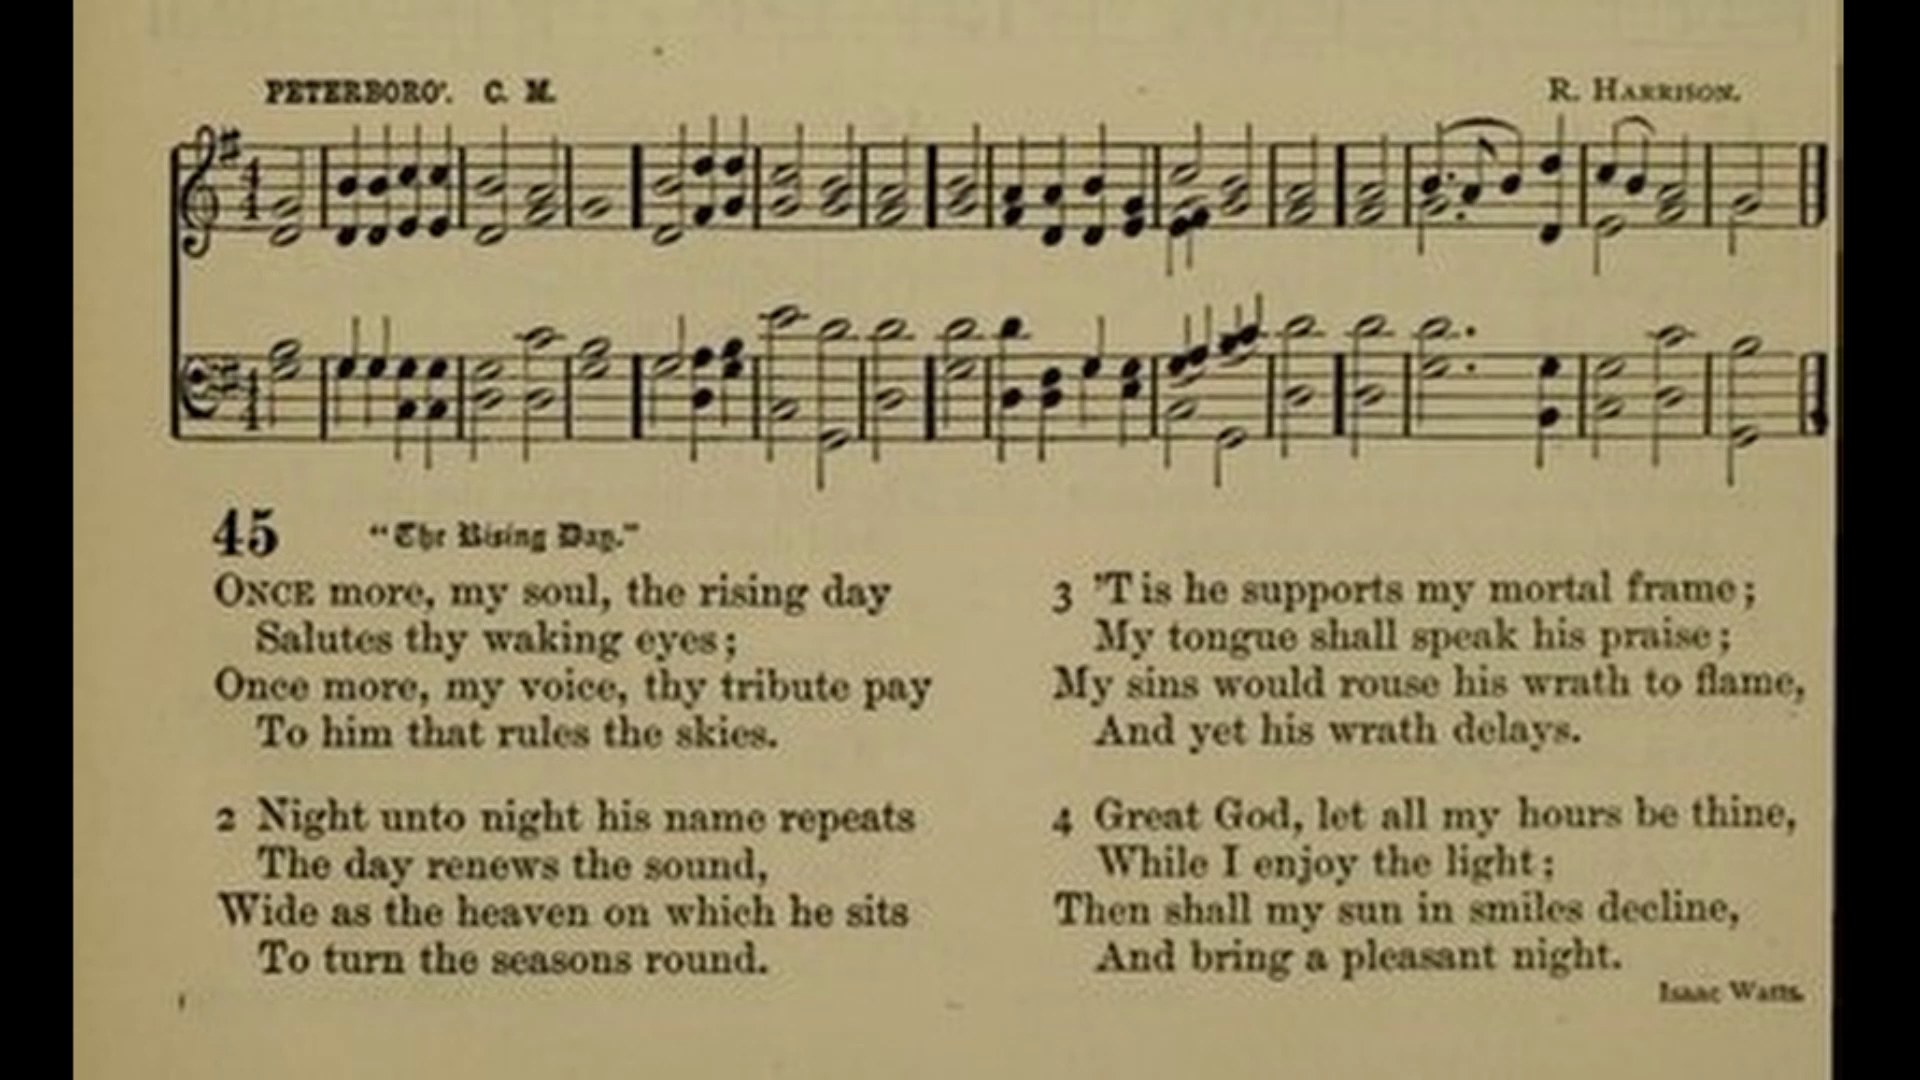 PETERBORO'. C. M.
R. HARRISON.
45 "The Rising Day."
ONCE more, my soul, the rising day
Salutes thy waking eyes;
Once more, my voice, thy tribute pay
To him that rules the skies.
2 Night unto night his name repeats
The day renews the sound,
Wide as the heaven on which he sits
To turn the seasons round.
3 'Tis he supports my mortal frame;
My tongue shall speak his praise;
My sins would rouse his wrath to flame,
And yet his wrath delays.
4 Great God, let all my hours be thine,
While I enjoy the light;
Then shall my sun in smiles decline,
And bring a pleasant night.
Isaac Watts.